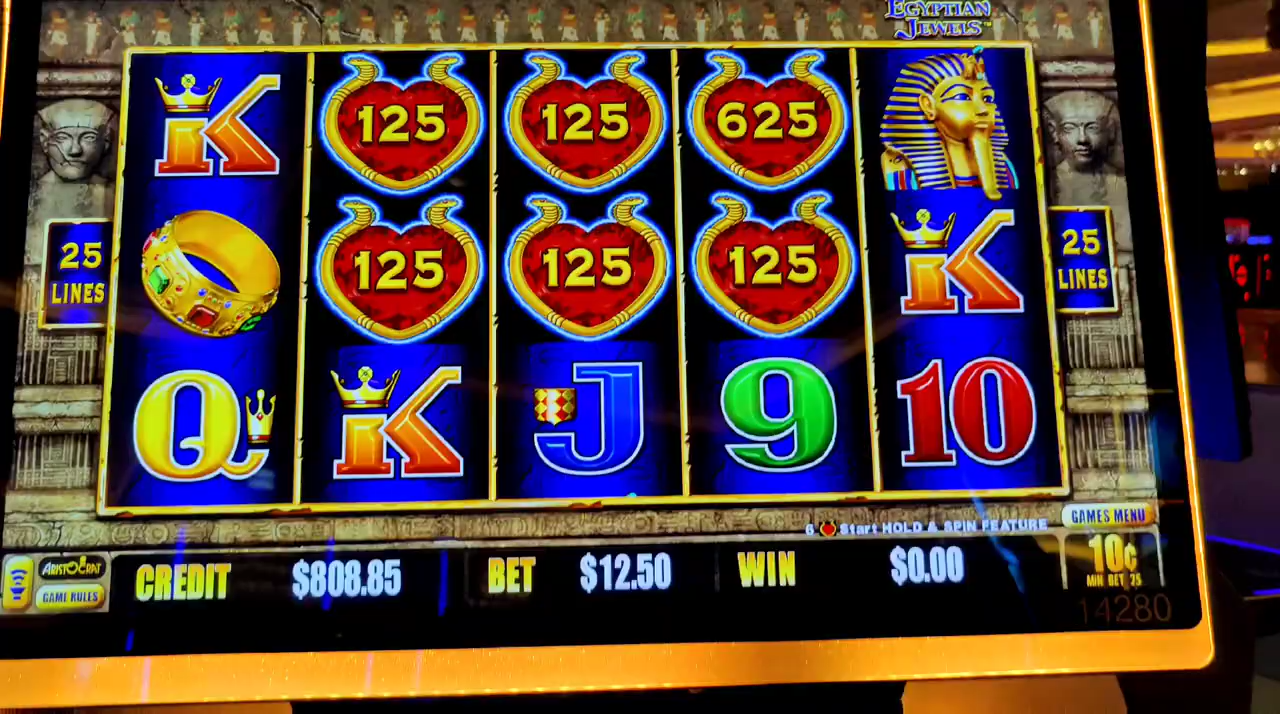 EGYPTIAN
JEWELS™
K 125 125 625
25
LINES
125 125 125 K
25
LINES
Q K J 9 10
6 Start HOLD & SPIN FEATURE
GAMES MENU
ARISTOCRAT
GAME RULES
CREDIT $808.85 BET $12.50 WIN $0.00
10¢
MIN BET 25
14280